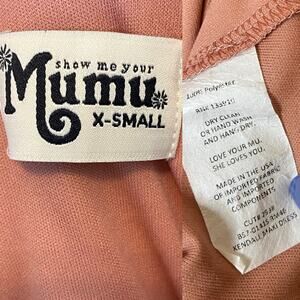 show me your
Mumu
X-SMALL
100% Polyester
DRY CLEAN
OR HAND WASH
AND HANG DRY.
LOVE YOUR MU.
SHE LOVES YOU.
MADE IN THE USA
OF IMPORTED FABRIC
AND IMPORTED
COMPONENTS
KENDALL MAXI DRESS